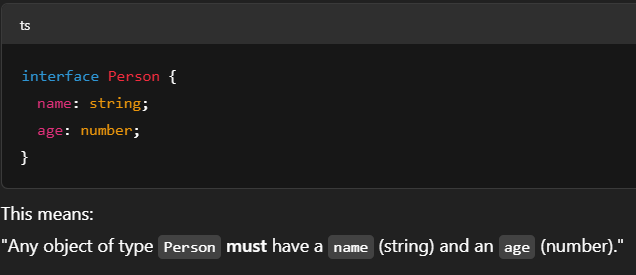 ts
interface Person {
name: string;
age: number;
}
This means:
"Any object of type Person must have a name (string) and an age (number)."